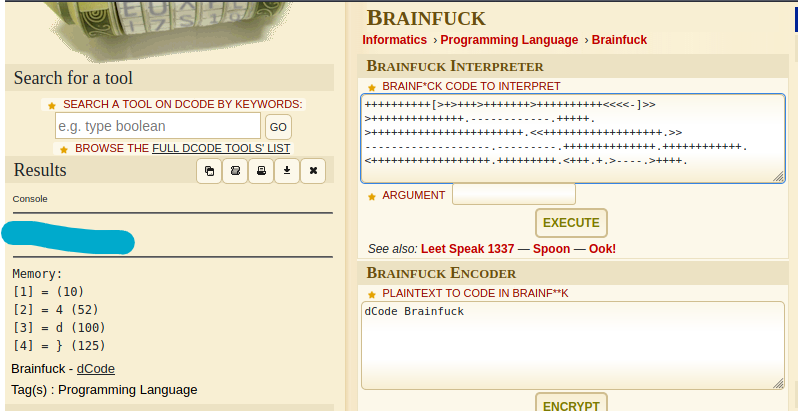 BRAINFUCK
Informatics › Programming Language › Brainfuck
Search for a tool
SEARCH A TOOL ON DCODE BY KEYWORDS:
e.g. type boolean
GO
BROWSE THE FULL DCODE TOOLS' LIST
Results
Console
Memory:
[1] = (10)
[2] = 4 (52)
[3] = d (100)
[4] = } (125)
Brainfuck - dCode
Tag(s) : Programming Language
BRAINFUCK INTERPRETER
BRAINF*CK CODE TO INTERPRET
++++++++++[>+>+++>+++++++>++++++++++<<<<-]>>
>++++++++++++++.------------.+++++.
>+++++++++++++++++++++++.<<++++++++++++++++++.>>
-------------------.---------.++++++++++++++.++++++++++++.
<++++++++++++++++++.+++++++++.<+++.+.>----.>++++.
ARGUMENT
EXECUTE
See also: Leet Speak 1337 — Spoon — Ook!
BRAINFUCK ENCODER
PLAINTEXT TO CODE IN BRAINF**K
dCode Brainfuck
ENCRYPT